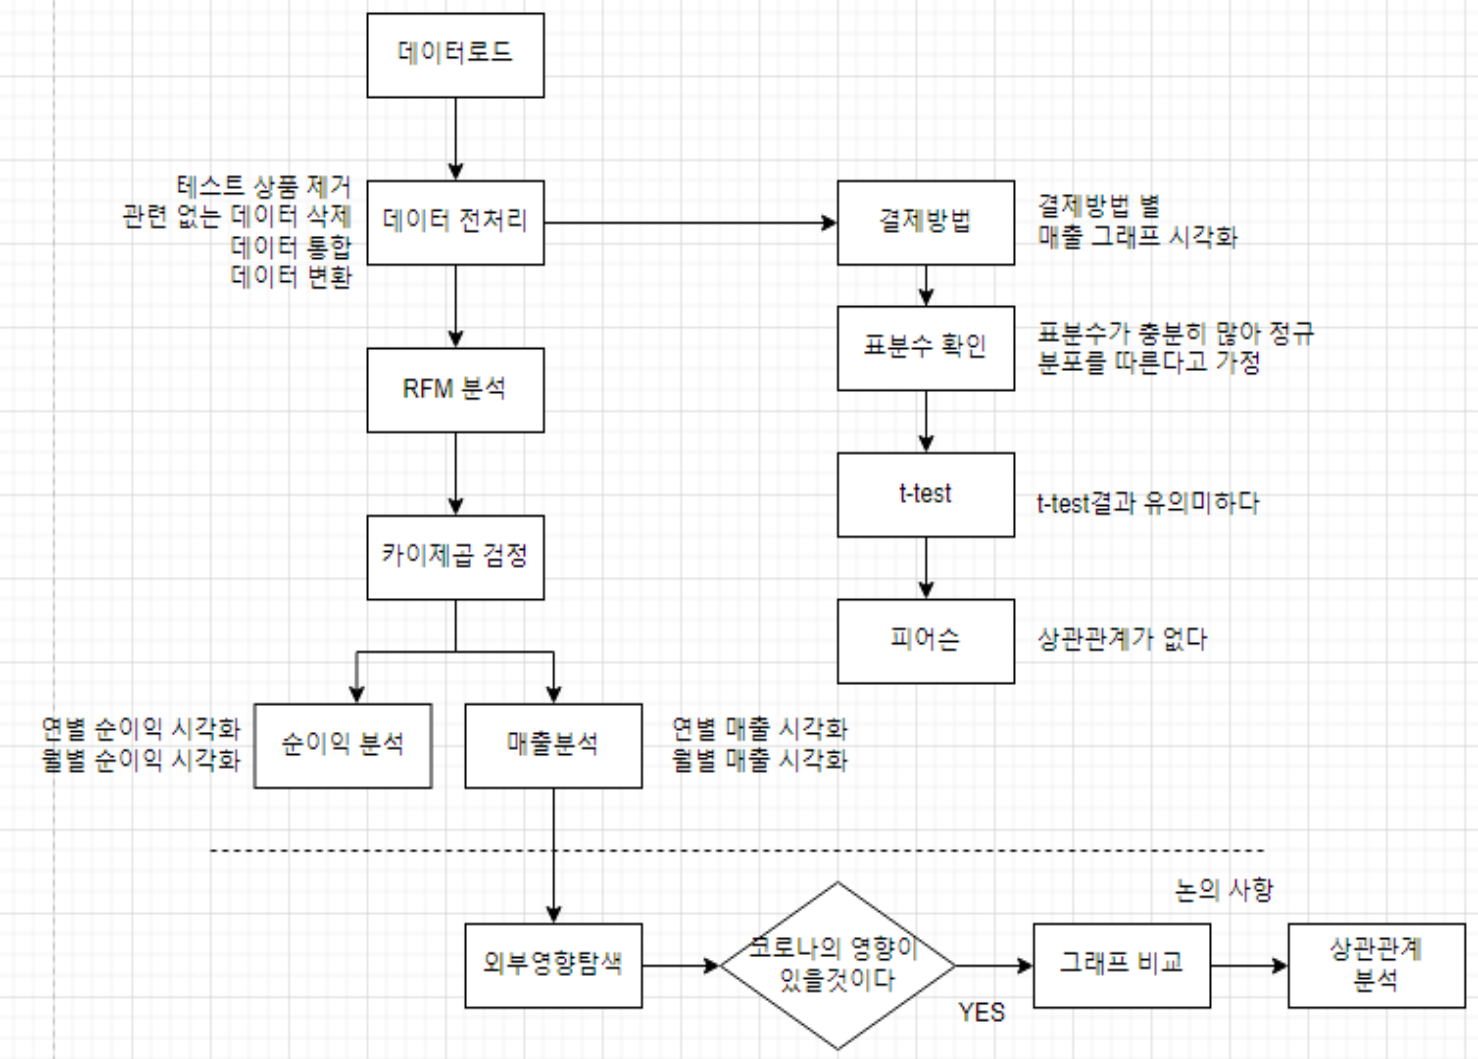 데이터로드
테스트 상품 제거
관련 없는 데이터 삭제
데이터 통합
데이터 변환
데이터 전처리
결제방법
결제방법 별
매출 그래프 시각화
표분수 확인
표분수가 충분히 많아 정규
분포를 따른다고 가정
RFM 분석
t-test
t-test결과 유의미하다
카이제곱 검정
피어슨
상관관계가 없다
연별 순이익 시각화
월별 순이익 시각화
순이익 분석
매출분석
연별 매출 시각화
월별 매출 시각화
논의 사항
외부영향탐색
코로나의 영향이
있을것이다
YES
그래프 비교
상관관계
분석